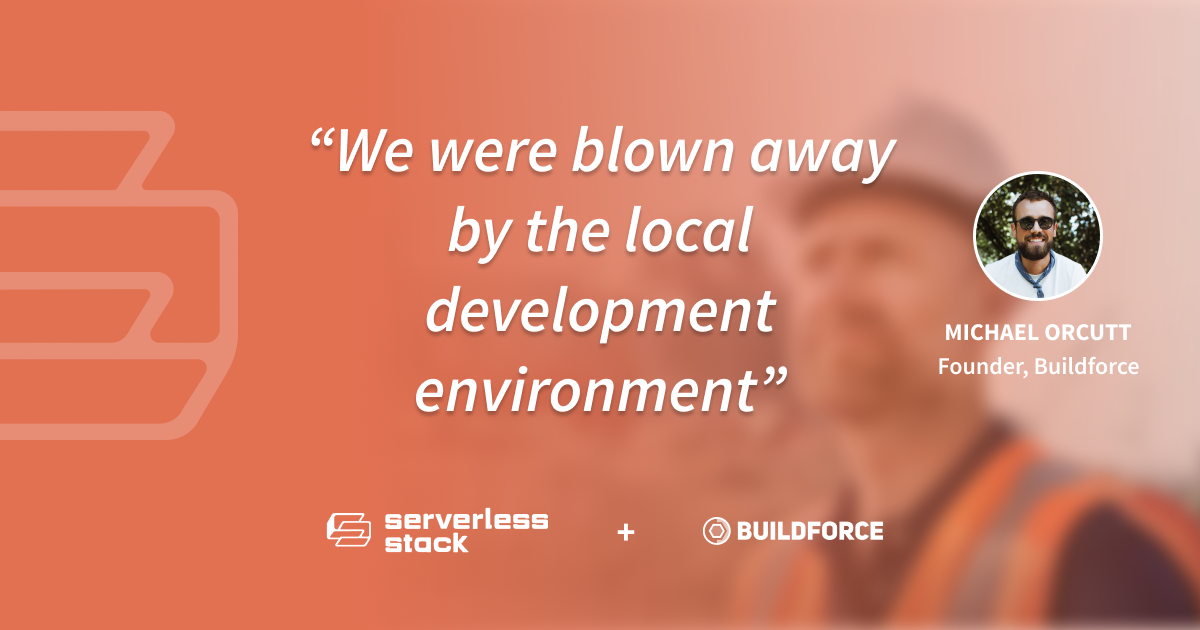 “We were blown away
by the local
development
environment”
MICHAEL ORCUTT
Founder, Buildforce
serverless
stack
+
BUILDFORCE